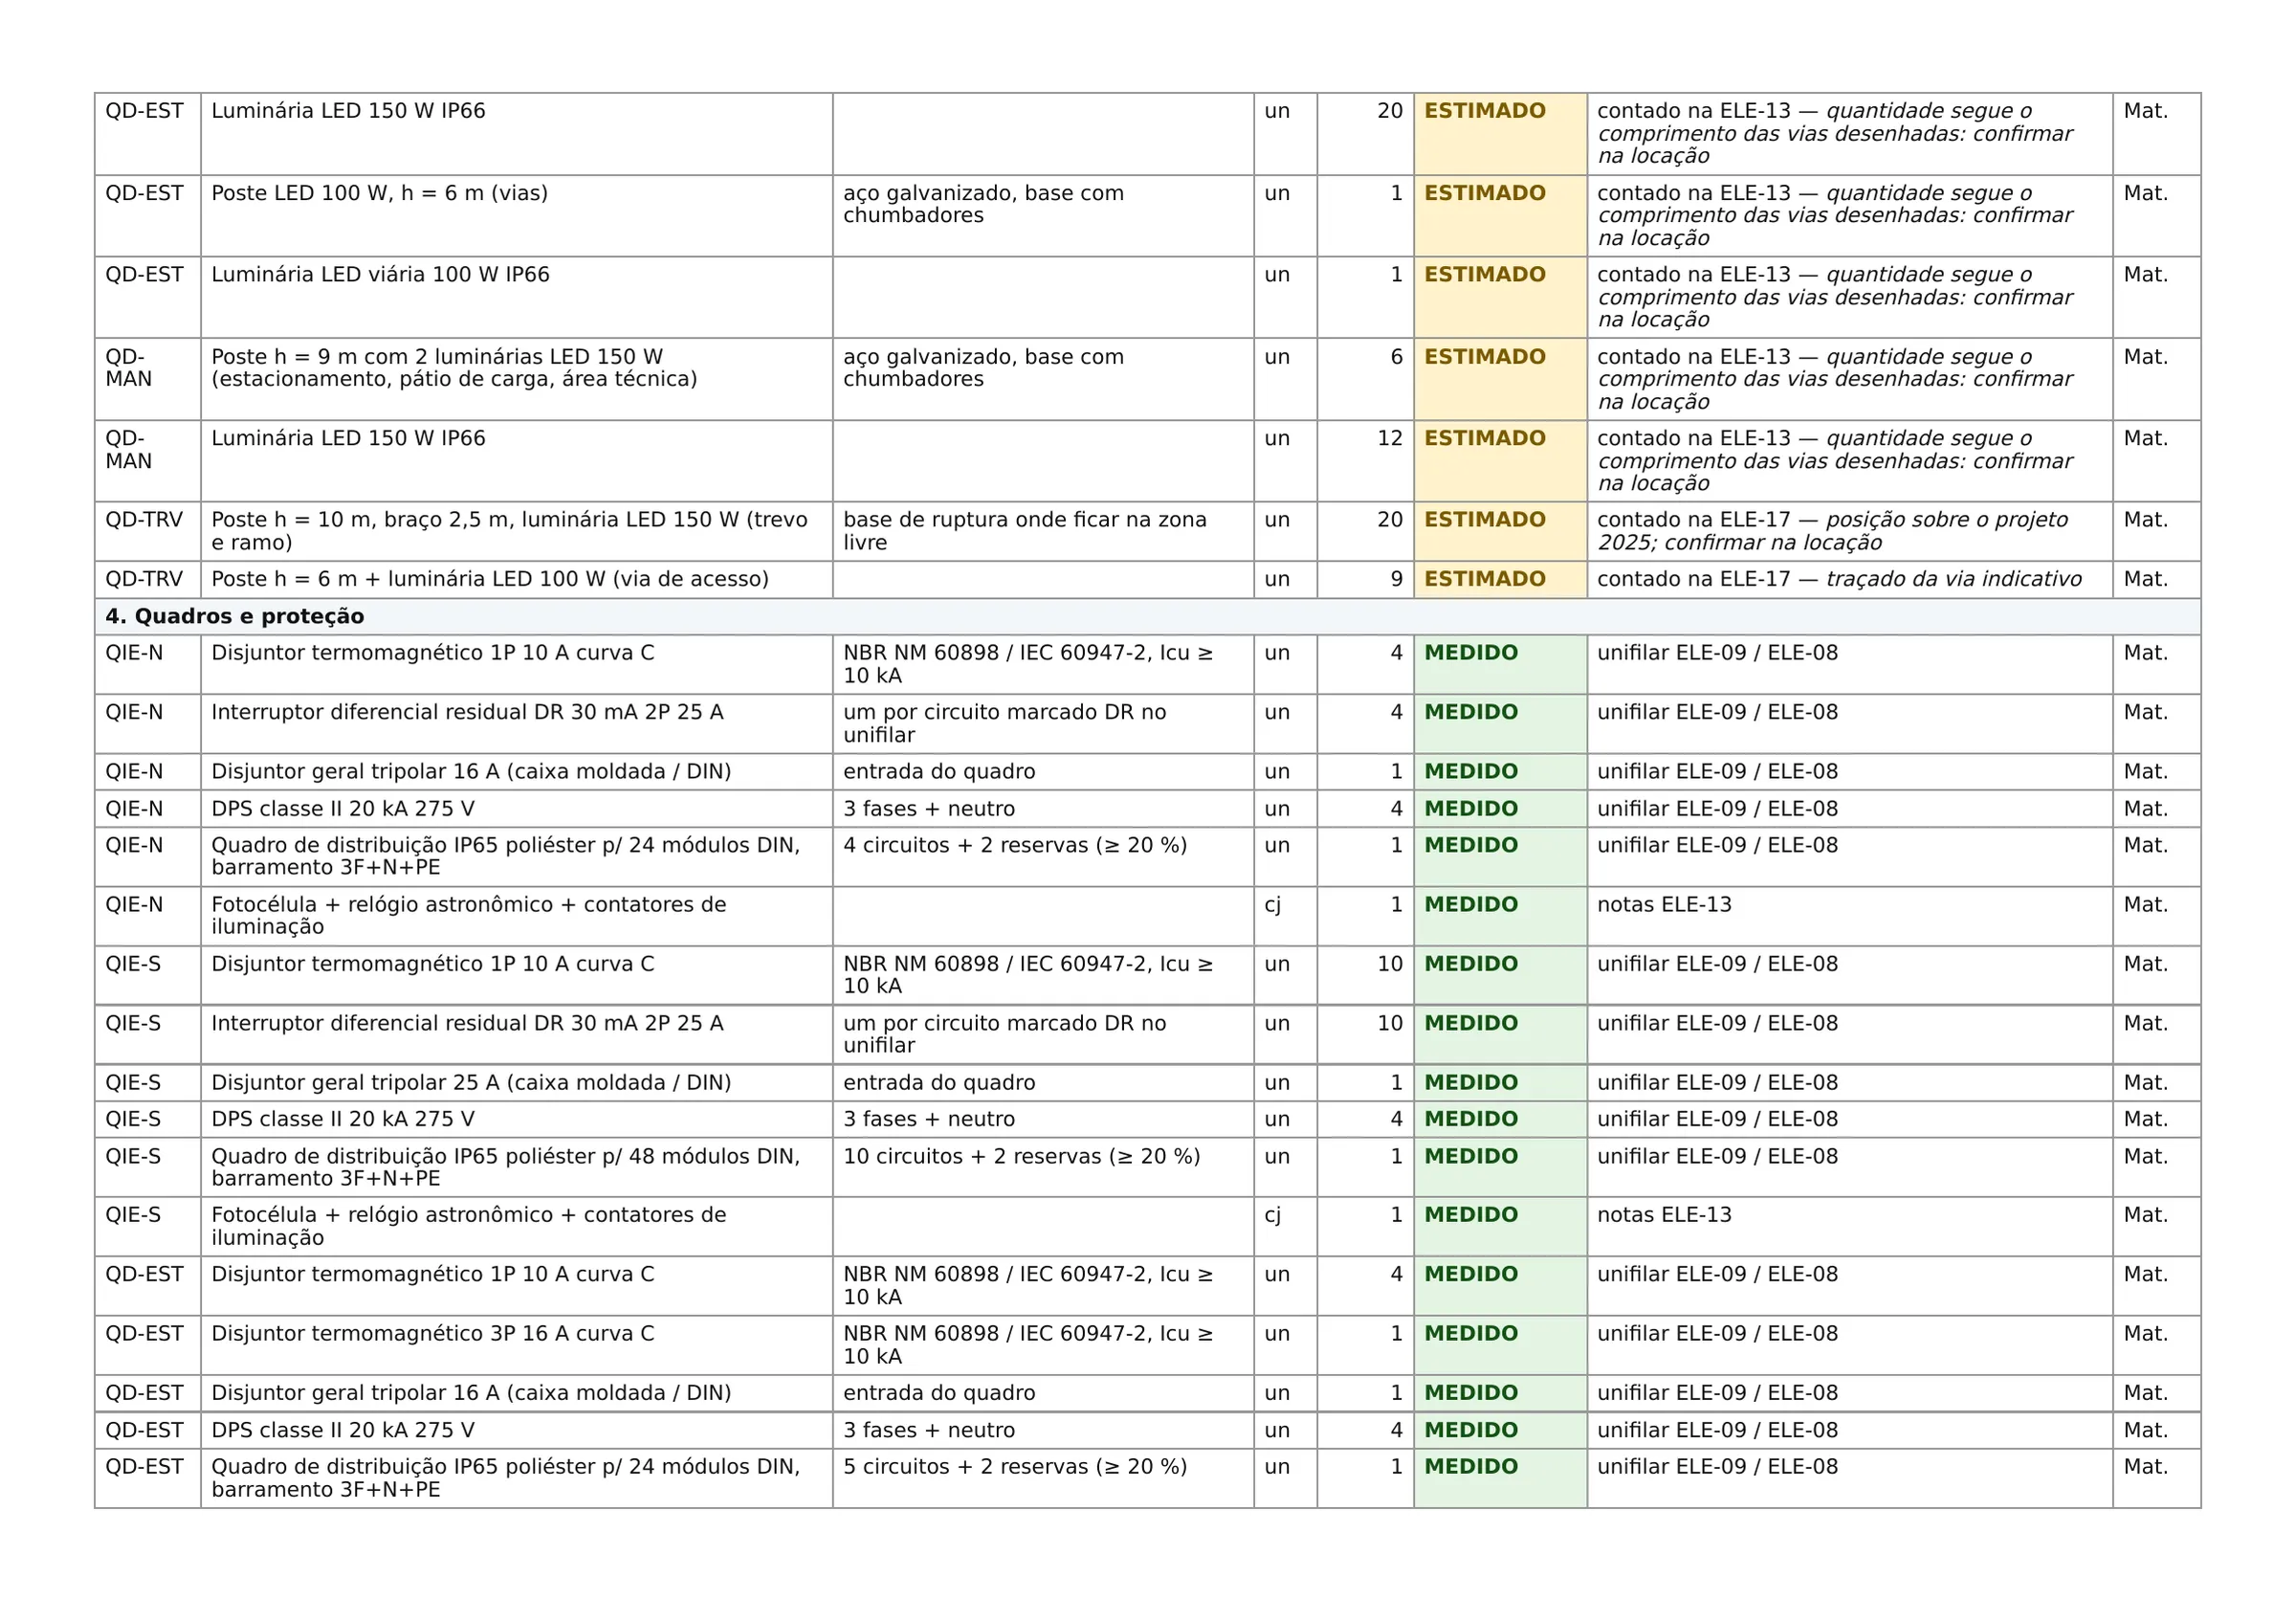 QD-EST Luminária LED 150 W IP66 un 20 ESTIMADO contado na ELE-13 — quantidade segue o
comprimento das vias desenhadas: confirmar
na locação
Mat.
QD-EST Poste LED 100 W, h = 6 m (vias) aço galvanizado, base com
chumbadores
un 1 ESTIMADO contado na ELE-13 — quantidade segue o
comprimento das vias desenhadas: confirmar
na locação
Mat.
QD-EST Luminária LED viária 100 W IP66 un 1 ESTIMADO contado na ELE-13 — quantidade segue o
comprimento das vias desenhadas: confirmar
na locação
Mat.
QD-
MAN
Poste h = 9 m com 2 luminárias LED 150 W
(estacionamento, pátio de carga, área técnica)
aço galvanizado, base com
chumbadores
un 6 ESTIMADO contado na ELE-13 — quantidade segue o
comprimento das vias desenhadas: confirmar
na locação
Mat.
QD-
MAN
Luminária LED 150 W IP66 un 12 ESTIMADO contado na ELE-13 — quantidade segue o
comprimento das vias desenhadas: confirmar
na locação
Mat.
QD-TRV Poste h = 10 m, braço 2,5 m, luminária LED 150 W (trevo
e ramo)
base de ruptura onde ficar na zona
livre
un 20 ESTIMADO contado na ELE-17 — posição sobre o projeto
2025; confirmar na locação
Mat.
QD-TRV Poste h = 6 m + luminária LED 100 W (via de acesso) un 9 ESTIMADO contado na ELE-17 — traçado da via indicativo Mat.
4. Quadros e proteção
QIE-N Disjuntor termomagnético 1P 10 A curva C NBR NM 60898 / IEC 60947-2, Icu ≥
10 kA
un 4 MEDIDO unifilar ELE-09 / ELE-08 Mat.
QIE-N Interruptor diferencial residual DR 30 mA 2P 25 A um por circuito marcado DR no
unifilar
un 4 MEDIDO unifilar ELE-09 / ELE-08 Mat.
QIE-N Disjuntor geral tripolar 16 A (caixa moldada / DIN) entrada do quadro un 1 MEDIDO unifilar ELE-09 / ELE-08 Mat.
QIE-N DPS classe II 20 kA 275 V 3 fases + neutro un 4 MEDIDO unifilar ELE-09 / ELE-08 Mat.
QIE-N Quadro de distribuição IP65 poliéster p/ 24 módulos DIN,
barramento 3F+N+PE
4 circuitos + 2 reservas (≥ 20 %) un 1 MEDIDO unifilar ELE-09 / ELE-08 Mat.
QIE-N Fotocélula + relógio astronômico + contatores de
iluminação
cj 1 MEDIDO notas ELE-13 Mat.
QIE-S Disjuntor termomagnético 1P 10 A curva C NBR NM 60898 / IEC 60947-2, Icu ≥
10 kA
un 10 MEDIDO unifilar ELE-09 / ELE-08 Mat.
QIE-S Interruptor diferencial residual DR 30 mA 2P 25 A um por circuito marcado DR no
unifilar
un 10 MEDIDO unifilar ELE-09 / ELE-08 Mat.
QIE-S Disjuntor geral tripolar 25 A (caixa moldada / DIN) entrada do quadro un 1 MEDIDO unifilar ELE-09 / ELE-08 Mat.
QIE-S DPS classe II 20 kA 275 V 3 fases + neutro un 4 MEDIDO unifilar ELE-09 / ELE-08 Mat.
QIE-S Quadro de distribuição IP65 poliéster p/ 48 módulos DIN,
barramento 3F+N+PE
10 circuitos + 2 reservas (≥ 20 %) un 1 MEDIDO unifilar ELE-09 / ELE-08 Mat.
QIE-S Fotocélula + relógio astronômico + contatores de
iluminação
cj 1 MEDIDO notas ELE-13 Mat.
QD-EST Disjuntor termomagnético 1P 10 A curva C NBR NM 60898 / IEC 60947-2, Icu ≥
10 kA
un 4 MEDIDO unifilar ELE-09 / ELE-08 Mat.
QD-EST Disjuntor termomagnético 3P 16 A curva C NBR NM 60898 / IEC 60947-2, Icu ≥
10 kA
un 1 MEDIDO unifilar ELE-09 / ELE-08 Mat.
QD-EST Disjuntor geral tripolar 16 A (caixa moldada / DIN) entrada do quadro un 1 MEDIDO unifilar ELE-09 / ELE-08 Mat.
QD-EST DPS classe II 20 kA 275 V 3 fases + neutro un 4 MEDIDO unifilar ELE-09 / ELE-08 Mat.
QD-EST Quadro de distribuição IP65 poliéster p/ 24 módulos DIN,
barramento 3F+N+PE
5 circuitos + 2 reservas (≥ 20 %) un 1 MEDIDO unifilar ELE-09 / ELE-08 Mat.